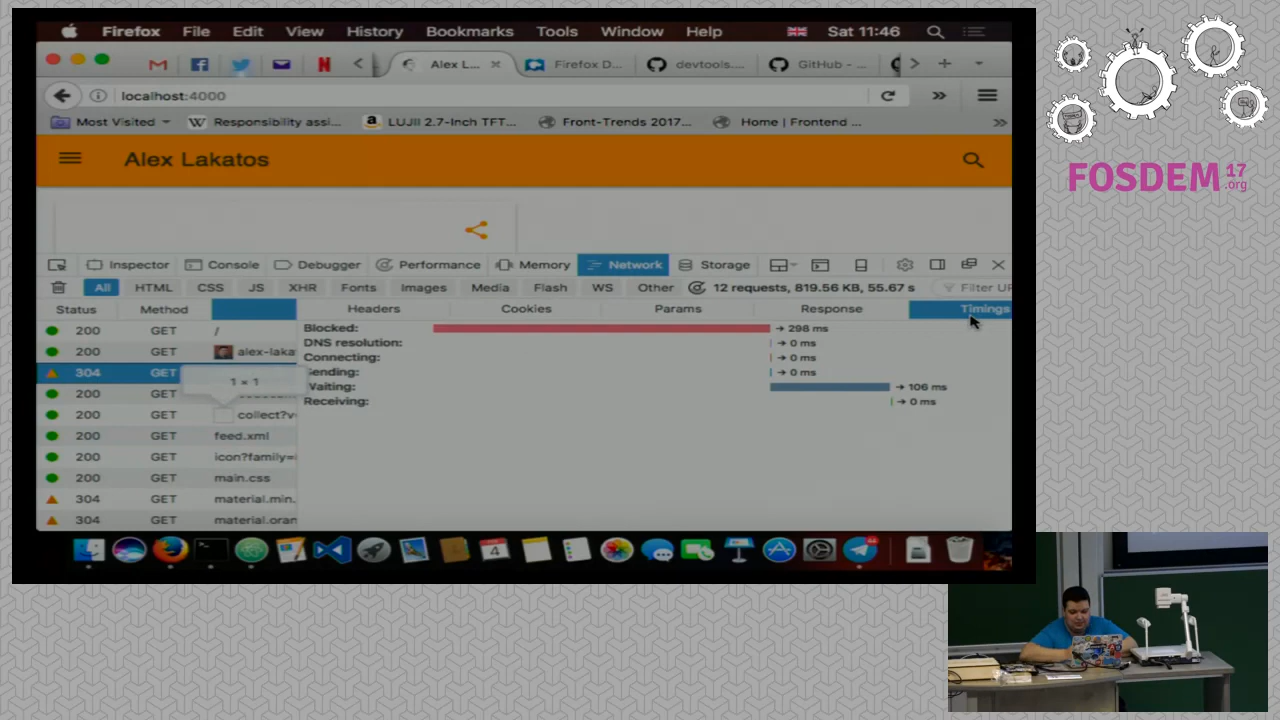 Firefox File Edit View History Bookmarks Tools Window Help Sat 11:46
Alex L... Firefox D... devtools.... GitHub - ...
localhost:4000
Most Visited Responsibility assi... LUJII 2.7-Inch TFT... Front-Trends 2017... Home | Frontend ...
Alex Lakatos
Inspector Console Debugger Performance Memory Network Storage
All HTML CSS JS XHR Fonts Images Media Flash WS Other 12 requests, 819.56 KB, 55.67 s Filter UR
Status Method Headers Cookies Params Response Timings
200 GET /
200 GET alex-laka
304 GET
200 GET
200 GET collect?v
200 GET feed.xml
200 GET icon?family=
200 GET main.css
304 GET material.min.
304 GET material.oran
1 × 1
Blocked: → 298 ms
DNS resolution: → 0 ms
Connecting: → 0 ms
Sending: → 0 ms
Waiting: → 106 ms
Receiving: → 0 ms
FOSDEM 17
.org